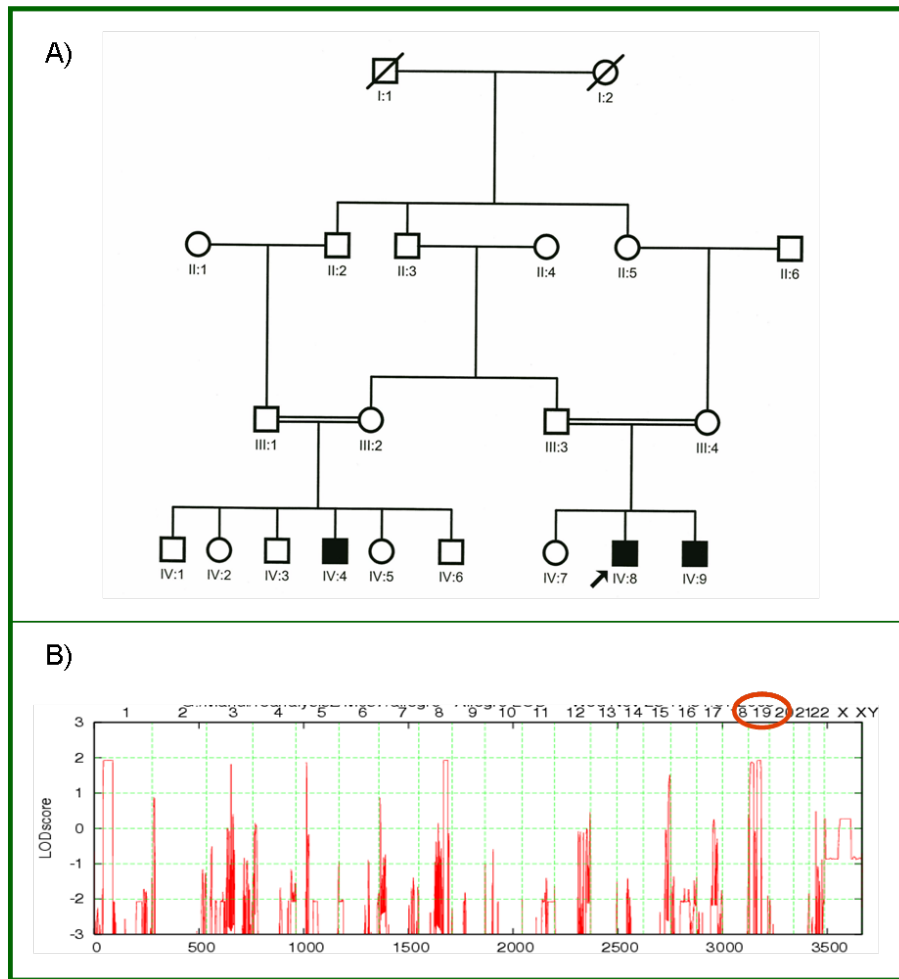 A)
I:1 I:2
II:1 II:2 II:3 II:4 II:5 II:6
III:1 III:2 III:3 III:4
IV:1 IV:2 IV:3 IV:4 IV:5 IV:6 IV:7 IV:8 IV:9
B)
1 2 3 4 5 6 7 8 9 10 11 12 13 14 15 16 17 18 19 20 21 22 X XY
3
2
1
0
-1
-2
-3
LODscore
0 500 1000 1500 2000 2500 3000 3500